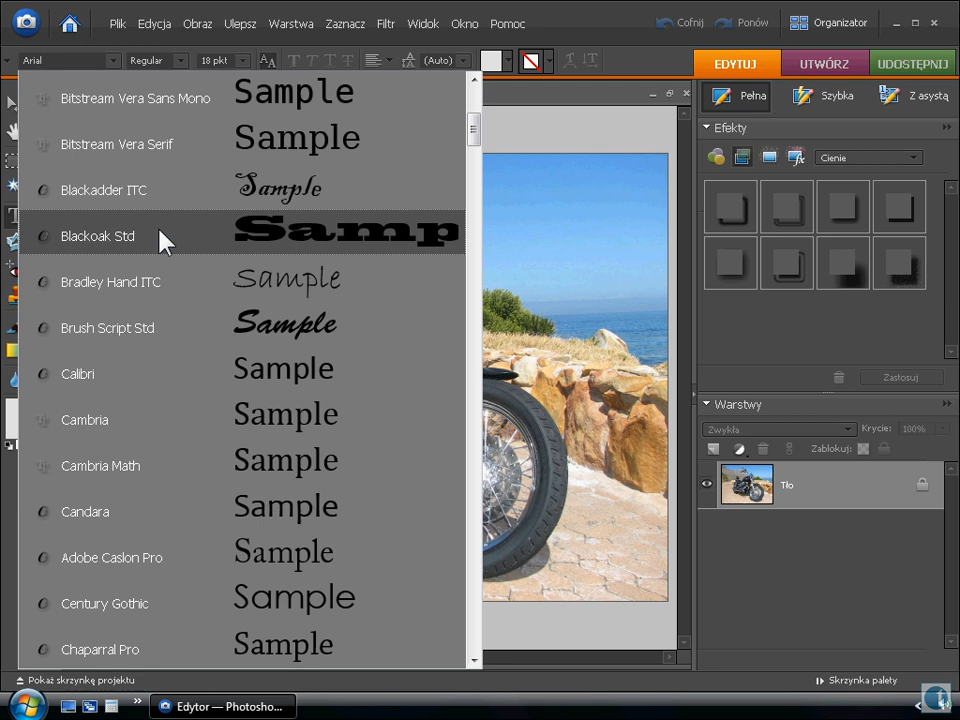 Plik Edycja Obraz Ulepsz Warstwa Zaznacz Filtr Widok Okno Pomoc Cofnij Ponów Organizator
Arial Regular 18 pkt (Auto) EDYTUJ UTWÓRZ UDOSTĘPNIJ
Pełna Szybka Z asystą
Bitstream Vera Sans Mono Sample
Bitstream Vera Serif Sample
Blackadder ITC Sample
Blackoak Std Samp
Bradley Hand ITC Sample
Brush Script Std Sample
Calibri Sample
Cambria Sample
Cambria Math Sample
Candara Sample
Adobe Caslon Pro Sample
Century Gothic Sample
Chaparral Pro Sample
Efekty
Cienie
Zastosuj
Warstwy
Zwykła Krycie: 100%
Zablokuj:
Tło
Pokaż skrzynkę projektu Skrzynka palety
Edytor — Photosho...